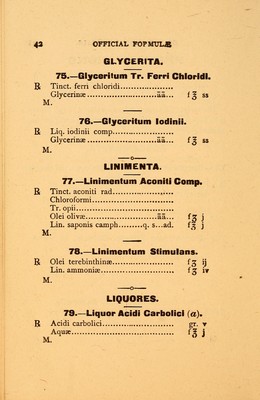 42 OFFICIAL FORMULÆ
GLYCERITA.
75.—Glyceritum Tr. Ferri Chloridi.
℞ Tinct. ferri chloridi....................
Glycerinæ........................āā... f℥ ss
M.
76.—Glyceritum Iodinii.
℞ Liq. iodinii comp.....................
Glycerinæ........................āā... f℥ ss
M.
LINIMENTA.
77.—Linimentum Aconiti Comp.
℞ Tinct. aconiti rad.....................
Chloroformi............................
Tr. opii.................................
Olei olivæ........................āā... fʒ j
Lin. saponis camph........q. s...ad. f℥ j
M.
78.—Linimentum Stimulans.
℞ Olei terebinthinæ...................... fʒ ij
Lin. ammoniæ......................... fʒ iv
M.
LIQUORES.
79.—Liquor Acidi Carbolici (a).
℞ Acidi carbolici......................... gr. v
Aquæ................................... f℥ j
M.